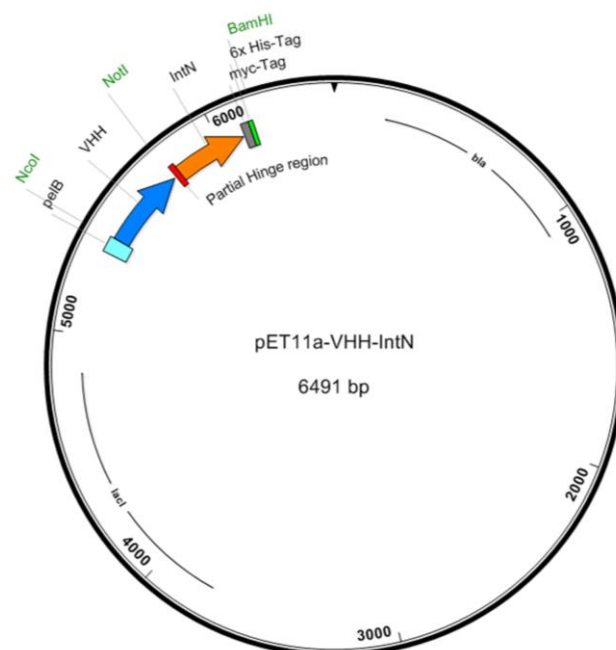 BamHI
6x His-Tag
myc-Tag
IntN
NotI
VHH
NcoI
pelB
6000
Partial Hinge region
bla
1000
5000
pET11a-VHH-IntN
6491 bp
lacI
2000
4000
3000